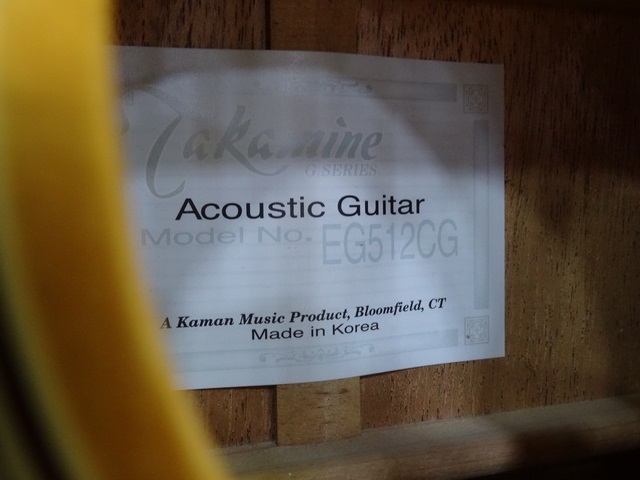 Takamine
G SERIES
Acoustic Guitar
Model No. EG512CG
A Kaman Music Product, Bloomfield, CT
Made in Korea